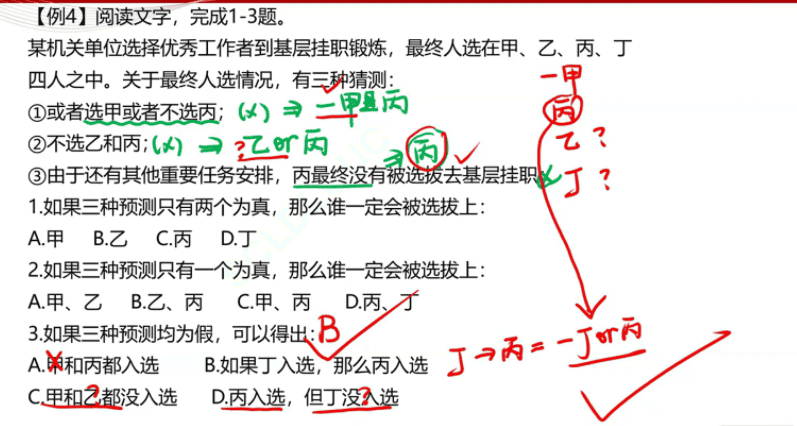 【例4】阅读文字，完成1-3题。
某机关单位选择优秀工作者到基层挂职锻炼，最终人选在甲、乙、丙、丁
四人之中。关于最终人选情况，有三种猜测：
①或者选甲或者不选丙；(×) ⇒ 一甲且丙
②不选乙和丙；(×) ⇒ ?乙or丙 ⇒ 丙
③由于还有其他重要任务安排，丙最终没有被选拔去基层挂职 ×
1.如果三种预测只有两个为真，那么谁一定会被选拔上：
A.甲 B.乙 C.丙 D.丁
2.如果三种预测只有一个为真，那么谁一定会被选拔上：
A.甲、乙 B.乙、丙 C.甲、丙 D.丙、丁
3.如果三种预测均为假，可以得出：B
A.甲和丙都入选 B.如果丁入选，那么丙入选
C.甲和乙都没入选 D.丙入选，但丁没入选
一甲
丙
乙？
丁？
丁→丙=一丁or丙